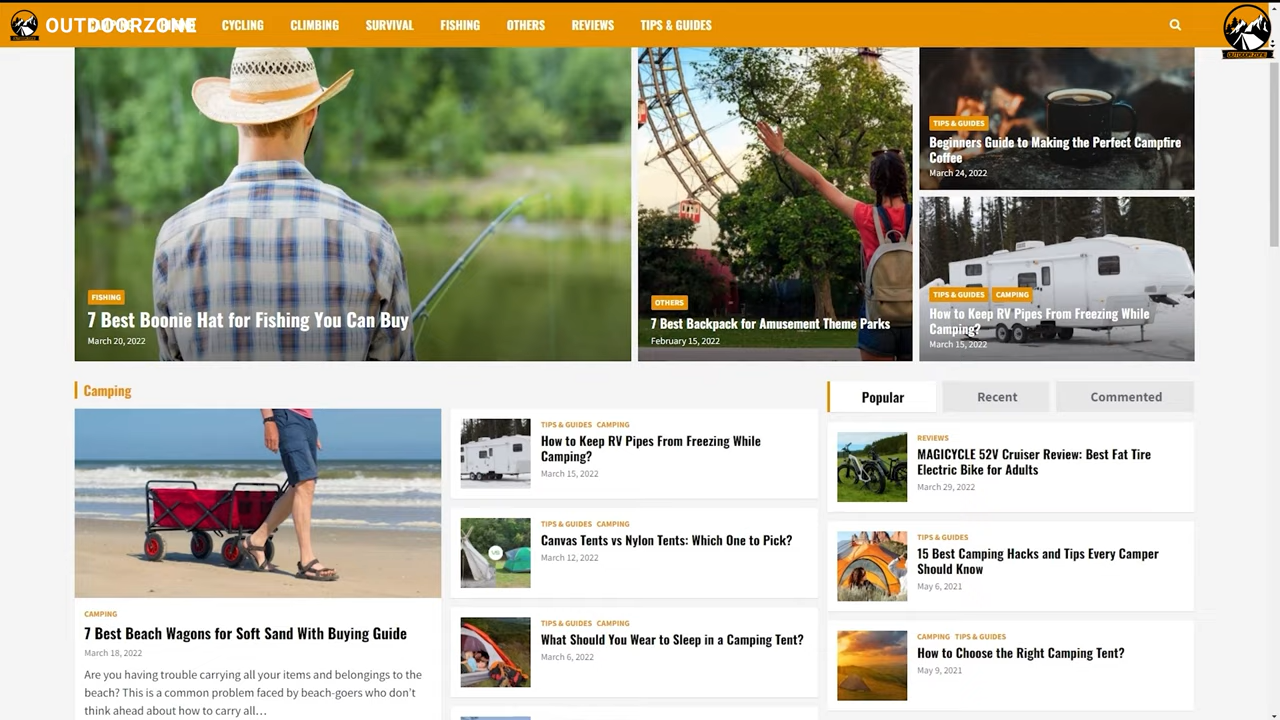 OUTDOORZONE
CYCLING
CLIMBING
SURVIVAL
FISHING
OTHERS
REVIEWS
TIPS & GUIDES
FISHING
7 Best Boonie Hat for Fishing You Can Buy
March 20, 2022
OTHERS
7 Best Backpack for Amusement Theme Parks
February 15, 2022
TIPS & GUIDES
Beginners Guide to Making the Perfect Campfire
Coffee
March 24, 2022
TIPS & GUIDES CAMPING
How to Keep RV Pipes From Freezing While
Camping?
March 15, 2022
Camping
CAMPING
7 Best Beach Wagons for Soft Sand With Buying Guide
March 18, 2022
Are you having trouble carrying all your items and belongings to the
beach? This is a common problem faced by beach-goers who don't
think ahead about how to carry all…
TIPS & GUIDES CAMPING
How to Keep RV Pipes From Freezing While
Camping?
March 15, 2022
TIPS & GUIDES CAMPING
Canvas Tents vs Nylon Tents: Which One to Pick?
March 12, 2022
TIPS & GUIDES CAMPING
What Should You Wear to Sleep in a Camping Tent?
March 6, 2022
Popular
Recent
Commented
REVIEWS
MAGICYCLE 52V Cruiser Review: Best Fat Tire
Electric Bike for Adults
March 29, 2022
TIPS & GUIDES
15 Best Camping Hacks and Tips Every Camper
Should Know
May 6, 2021
CAMPING TIPS & GUIDES
How to Choose the Right Camping Tent?
May 9, 2021